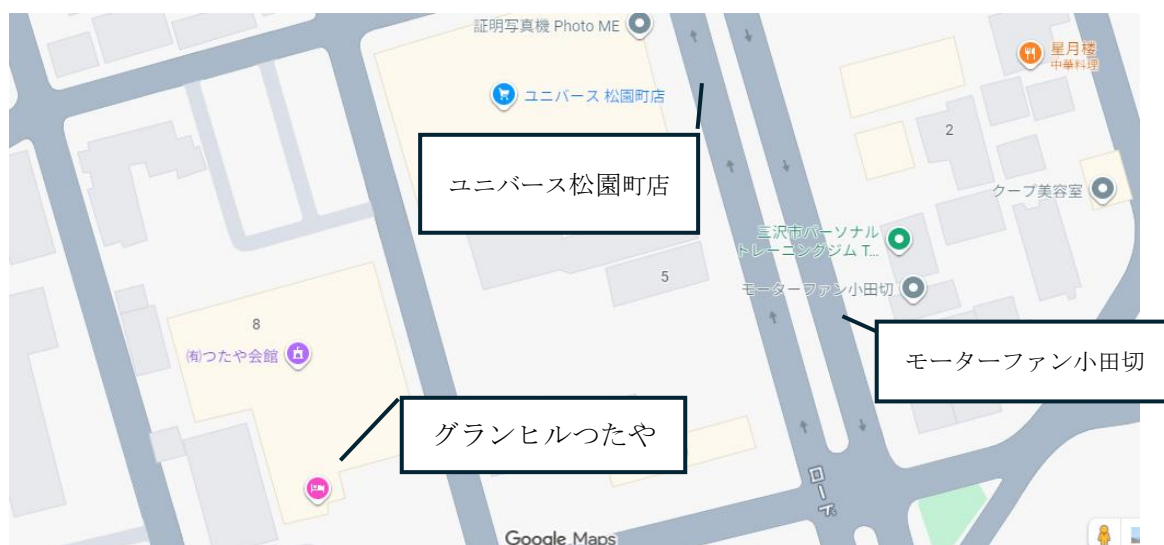 証明写真機 Photo ME
星月楼
中華料理
ユニバース 松園町店
2
ユニバース松園町店
クープ美容室
三沢市パーソナル
トレーニングジム T...
5
モーターファン小田切
8
(有)つたや会館
モーターファン小田切
グランヒルつたや
ローズ
Google Maps